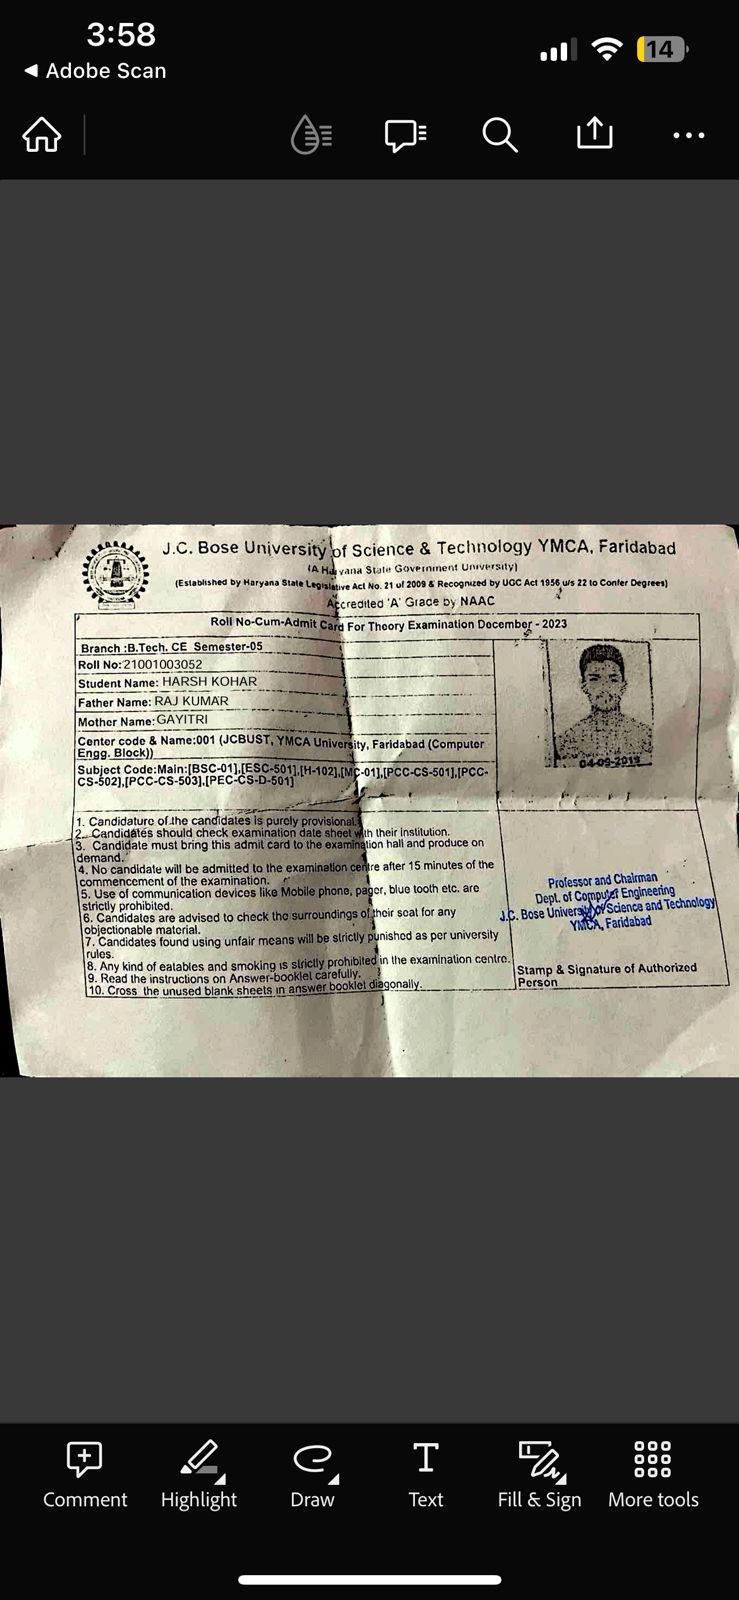 3:58
14
◀ Adobe Scan
J.C. Bose University of Science & Technology YMCA, Faridabad
(A Haryana State Government University)
(Established by Haryana State Legislative Act No. 21 of 2009 & Recognized by UGC Act 1956 u/s 22 to Confer Degrees)
Accredited 'A' Grade by NAAC
Roll No-Cum-Admit Card For Theory Examination December - 2023
Branch :B.Tech. CE Semester-05
Roll No:21001003052
Student Name: HARSH KOHAR
Father Name: RAJ KUMAR
Mother Name:GAYITRI
Center code & Name:001 (JCBUST, YMCA University, Faridabad (Computer
Engg. Block))
Subject Code:Main:[BSC-01],[ESC-501],[H-102],[MC-01],[PCC-CS-501],[PCC-
CS-502],[PCC-CS-503],[PEC-CS-D-501]
04-09-2019
1. Candidature of the candidates is purely provisional.
2. Candidates should check examination date sheet with their institution.
3. Candidate must bring this admit card to the examination hall and produce on
demand.
4. No candidate will be admitted to the examination centre after 15 minutes of the
commencement of the examination.
5. Use of communication devices like Mobile phone, pager, blue tooth etc. are
strictly prohibited.
6. Candidates are advised to check the surroundings of their seat for any
objectionable material.
7. Candidates found using unfair means will be strictly punished as per university
rules.
8. Any kind of eatables and smoking is strictly prohibited in the examination centre.
9. Read the instructions on Answer-booklet carefully.
10. Cross the unused blank sheets in answer booklet diagonally.
Professor and Chairman
Dept. of Computer Engineering
J.C. Bose University of Science and Technology
YMCA, Faridabad
Stamp & Signature of Authorized
Person
Comment
Highlight
Draw
Text
Fill & Sign
More tools